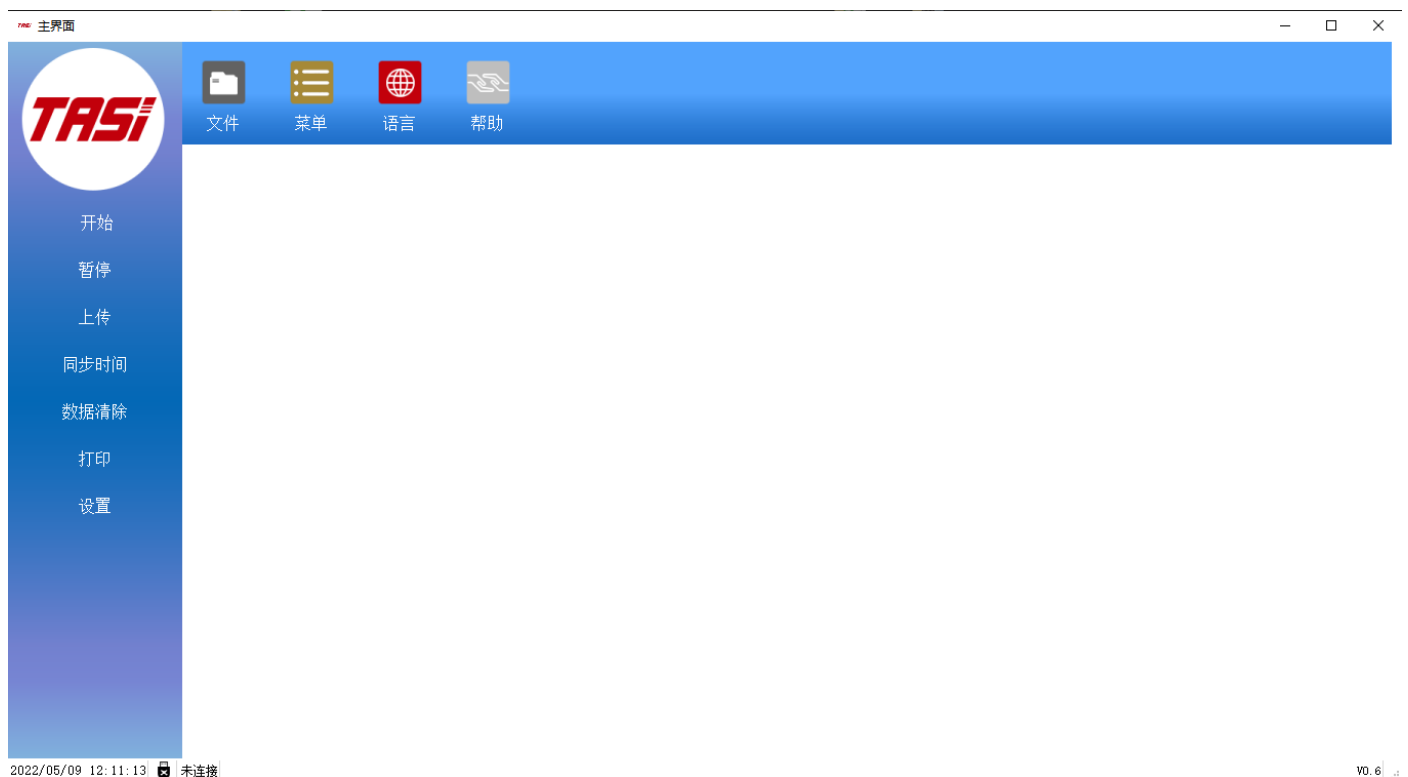 TASI 主界面
TASI
文件 菜单 语言 帮助
开始
暂停
上传
同步时间
数据清除
打印
设置
2022/05/09 12:11:13 未连接 V0.6